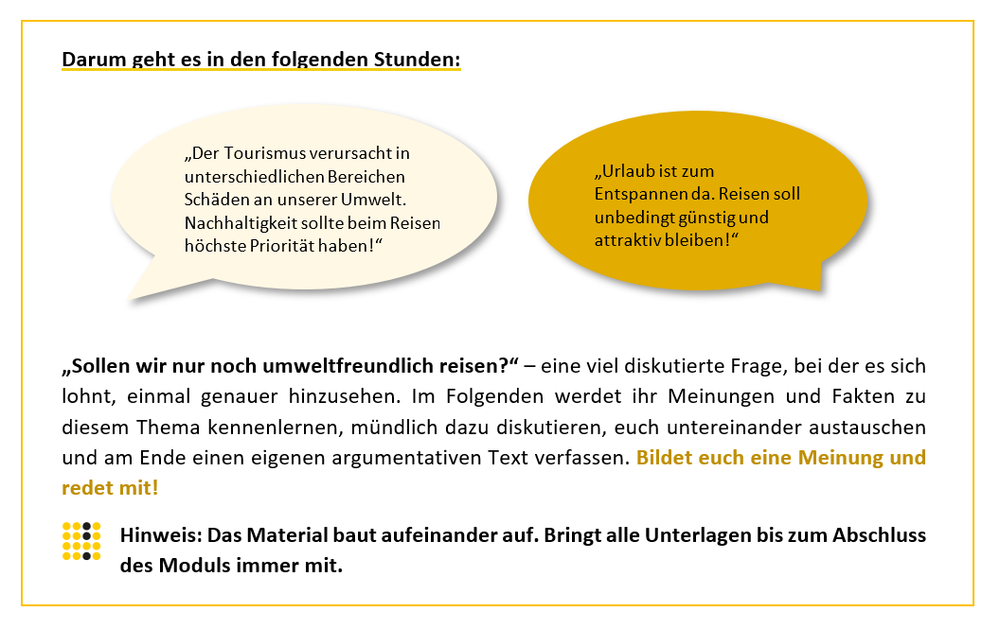 Darum geht es in den folgenden Stunden:
„Der Tourismus verursacht in
unterschiedlichen Bereichen
Schäden an unserer Umwelt.
Nachhaltigkeit sollte beim Reisen
höchste Priorität haben!“
„Urlaub ist zum
Entspannen da. Reisen soll
unbedingt günstig und
attraktiv bleiben!“
„Sollen wir nur noch umweltfreundlich reisen?“ – eine viel diskutierte Frage, bei der es sich
lohnt, einmal genauer hinzusehen. Im Folgenden werdet ihr Meinungen und Fakten zu
diesem Thema kennenlernen, mündlich dazu diskutieren, euch untereinander austauschen
und am Ende einen eigenen argumentativen Text verfassen. Bildet euch eine Meinung und
redet mit!
Hinweis: Das Material baut aufeinander auf. Bringt alle Unterlagen bis zum Abschluss
des Moduls immer mit.